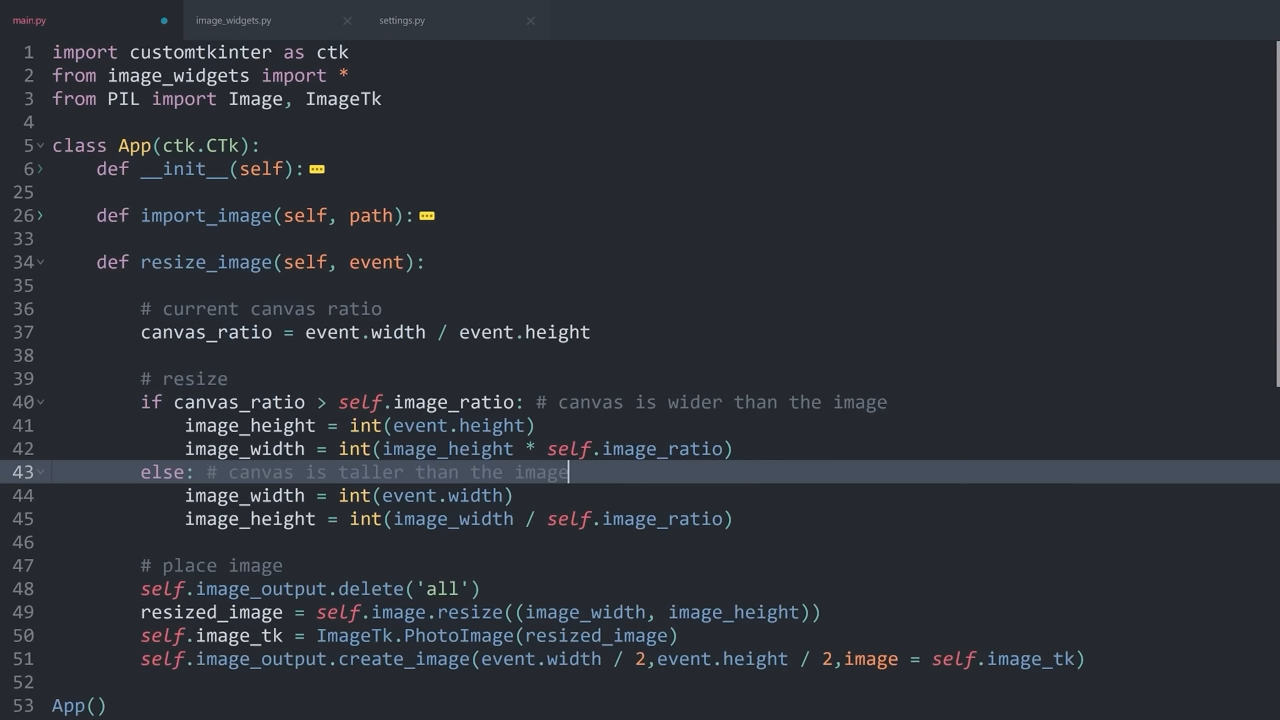 main.py image_widgets.py settings.py
1 import customtkinter as ctk
2 from image_widgets import *
3 from PIL import Image, ImageTk
4
5 class App(ctk.CTk):
6     def __init__(self):
25
26     def import_image(self, path):
33
34     def resize_image(self, event):
35
36         # current canvas ratio
37         canvas_ratio = event.width / event.height
38
39         # resize
40         if canvas_ratio > self.image_ratio: # canvas is wider than the image
41             image_height = int(event.height)
42             image_width = int(image_height * self.image_ratio)
43         else: # canvas is taller than the image
44             image_width = int(event.width)
45             image_height = int(image_width / self.image_ratio)
46
47         # place image
48         self.image_output.delete('all')
49         resized_image = self.image.resize((image_width, image_height))
50         self.image_tk = ImageTk.PhotoImage(resized_image)
51         self.image_output.create_image(event.width / 2,event.height / 2,image = self.image_tk)
52
53 App()